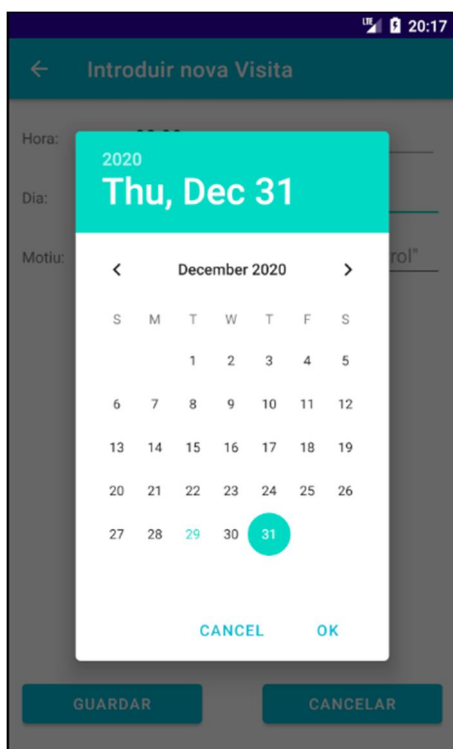 LTE 20:17
Introduir nova Visita
Hora:
Dia:
Motiu: rol"
2020
Thu, Dec 31
December 2020
S M T W T F S
1 2 3 4 5
6 7 8 9 10 11 12
13 14 15 16 17 18 19
20 21 22 23 24 25 26
27 28 29 30 31
CANCEL OK
GUARDAR CANCELAR